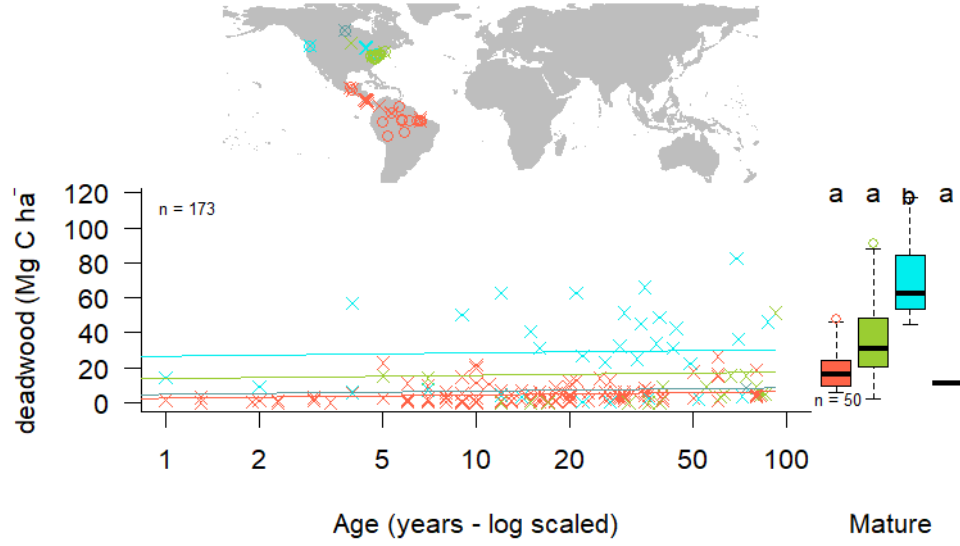 deadwood (Mg C ha⁻
120
100
80
60
40
20
0
n = 173
a a b a
n = 50
1 2 5 10 20 50 100
Age (years - log scaled)
Mature